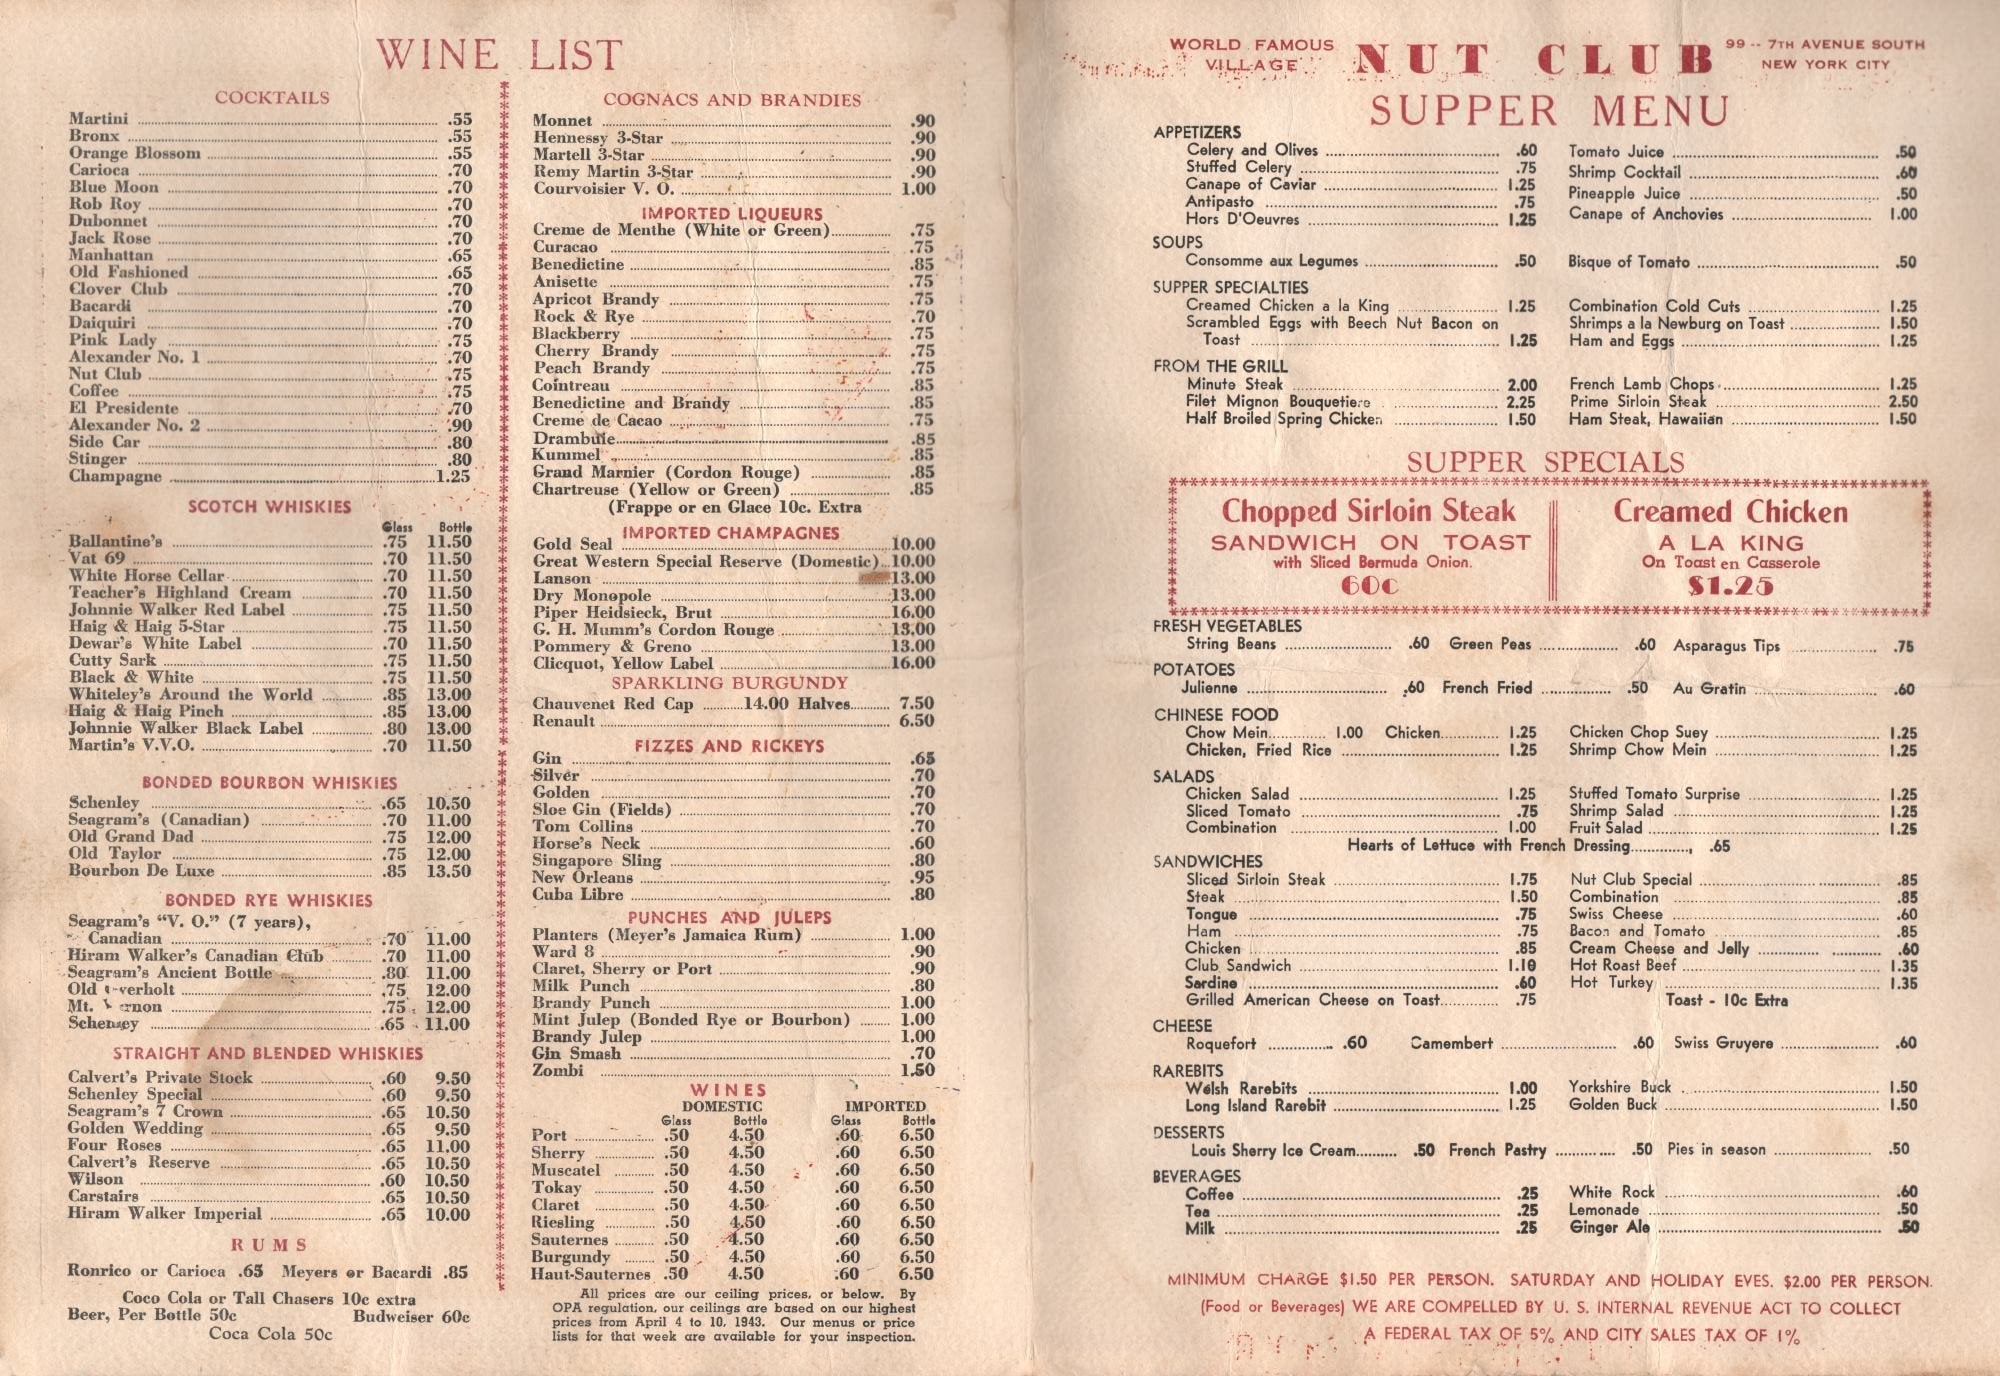 WINE LIST
COCKTAILS
Martini .55
Bronx .55
Orange Blossom .55
Carioca .70
Blue Moon .70
Rob Roy .70
Dubonnet .70
Jack Rose .70
Manhattan .65
Old Fashioned .65
Clover Club .70
Bacardi .70
Daiquiri .70
Pink Lady .75
Alexander No. 1 .70
Nut Club .75
Coffee .75
El Presidente .70
Alexander No. 2 .90
Side Car .80
Stinger .80
Champagne 1.25
SCOTCH WHISKIES
Glass Bottle
Ballantine's .75 11.50
Vat 69 .70 11.50
White Horse Cellar .70 11.50
Teacher's Highland Cream .70 11.50
Johnnie Walker Red Label .75 11.50
Haig & Haig 5-Star .75 11.50
Dewar's White Label .70 11.50
Cutty Sark .75 11.50
Black & White .75 11.50
Whiteley's Around the World .85 13.00
Haig & Haig Pinch .85 13.00
Johnnie Walker Black Label .80 13.00
Martin's V.V.O. .70 11.50
BONDED BOURBON WHISKIES
Schenley .65 10.50
Seagram's (Canadian) .70 11.00
Old Grand Dad .75 12.00
Old Taylor .75 12.00
Bourbon De Luxe .85 13.50
BONDED RYE WHISKIES
Seagram's "V. O." (7 years),
Canadian .70 11.00
Hiram Walker's Canadian Club .70 11.00
Seagram's Ancient Bottle .80 11.00
Old .75 12.00
Mt. .75 12.00
Schenley .65 11.00
STRAIGHT AND BLENDED WHISKIES
Calvert's Private Stock .60 9.50
Schenley Special .60 9.50
Seagram's 7 Crown .65 10.50
Golden Wedding .65 9.50
Four Roses .65 11.00
Calvert's Reserve .65 10.50
Wilson .60 10.50
Carstairs .65 10.50
Hiram Walker Imperial .65 10.00
RUMS
Ronrico or Carioca .65 Meyers or Bacardi .85
Coco Cola or Tall Chasers 10c extra
Beer, Per Bottle 50c Budweiser 60c
Coca Cola 50c
COGNACS AND BRANDIES
Monnet .90
Hennessy 3-Star .90
Martell 3-Star .90
Remy Martin 3-Star .90
Courvoisier V. O. 1.00
IMPORTED LIQUEURS
Creme de Menthe (White or Green) .75
Curacao .75
Benedictine .85
Anisette .75
Apricot Brandy .75
Rock & Rye .70
Blackberry .75
Cherry Brandy .75
Peach Brandy .75
Cointreau .85
Benedictine and Brandy .85
Creme de Cacao .75
Drambuie .85
Kummel .85
Grand Marnier (Cordon Rouge) .85
Chartreuse (Yellow or Green) .85
(Frappe or en Glace 10c. Extra
IMPORTED CHAMPAGNES
Gold Seal 10.00
Great Western Special Reserve (Domestic) 10.00
Lanson 13.00
Dry Monopole 13.00
Piper Heidsieck, Brut 16.00
G. H. Mumm's Cordon Rouge 13.00
Pommery & Greno 13.00
Clicquot, Yellow Label 16.00
SPARKLING BURGUNDY
Chauvenet Red Cap 14.00 Halves 7.50
Renault 6.50
FIZZES AND RICKEYS
Gin .65
Silver .70
Golden .70
Sloe Gin (Fields) .70
Tom Collins .70
Horse's Neck .60
Singapore Sling .80
New Orleans .95
Cuba Libre .80
PUNCHES AND JULEPS
Planters (Meyer's Jamaica Rum) 1.00
Ward 8 .90
Claret, Sherry or Port .90
Milk Punch .80
Brandy Punch 1.00
Mint Julep (Bonded Rye or Bourbon) 1.00
Brandy Julep 1.00
Gin Smash .70
Zombi 1.50
WINES
DOMESTIC IMPORTED
Glass Bottle Glass Bottle
Port .50 4.50 .60 6.50
Sherry .50 4.50 .60 6.50
Muscatel .50 4.50 .60 6.50
Tokay .50 4.50 .60 6.50
Claret .50 4.50 .60 6.50
Riesling .50 4.50 .60 6.50
Sauternes .50 4.50 .60 6.50
Burgundy .50 4.50 .60 6.50
Haut-Sauternes .50 4.50 .60 6.50
All prices are our ceiling prices, or below. By
OPA regulation, our ceilings are based on our highest
prices from April 4 to 10, 1943. Our menus or price
lists for that week are available for your inspection.
WORLD FAMOUS
VILLAGE
NUT CLUB
99 -- 7TH AVENUE SOUTH
NEW YORK CITY
SUPPER MENU
APPETIZERS
Celery and Olives .60 Tomato Juice .50
Stuffed Celery .75 Shrimp Cocktail .60
Canape of Caviar 1.25 Pineapple Juice .50
Antipasto .75 Canape of Anchovies 1.00
Hors D'Oeuvres 1.25
SOUPS
Consomme aux Legumes .50 Bisque of Tomato .50
SUPPER SPECIALTIES
Creamed Chicken a la King 1.25 Combination Cold Cuts 1.25
Scrambled Eggs with Beech Nut Bacon on Shrimps a la Newburg on Toast 1.50
Toast 1.25 Ham and Eggs 1.25
FROM THE GRILL
Minute Steak 2.00 French Lamb Chops 1.25
Filet Mignon Bouquetiere 2.25 Prime Sirloin Steak 2.50
Half Broiled Spring Chicken 1.50 Ham Steak, Hawaiian 1.50
SUPPER SPECIALS
Chopped Sirloin Steak
SANDWICH ON TOAST
with Sliced Bermuda Onion.
60c
Creamed Chicken
A LA KING
On Toast en Casserole
$1.25
FRESH VEGETABLES
String Beans .60 Green Peas .60 Asparagus Tips .75
POTATOES
Julienne .60 French Fried .50 Au Gratin .60
CHINESE FOOD
Chow Mein 1.00 Chicken 1.25 Chicken Chop Suey 1.25
Chicken, Fried Rice 1.25 Shrimp Chow Mein 1.25
SALADS
Chicken Salad 1.25 Stuffed Tomato Surprise 1.25
Sliced Tomato .75 Shrimp Salad 1.25
Combination 1.00 Fruit Salad 1.25
Hearts of Lettuce with French Dressing .65
SANDWICHES
Sliced Sirloin Steak 1.75 Nut Club Special .85
Steak 1.50 Combination .85
Tongue .75 Swiss Cheese .60
Ham .75 Bacon and Tomato .85
Chicken .85 Cream Cheese and Jelly .60
Club Sandwich 1.10 Hot Roast Beef 1.35
Sardine .60 Hot Turkey 1.35
Grilled American Cheese on Toast .75 Toast - 10c Extra
CHEESE
Roquefort .60 Camembert .60 Swiss Gruyere .60
RAREBITS
Welsh Rarebits 1.00 Yorkshire Buck 1.50
Long Island Rarebit 1.25 Golden Buck 1.50
DESSERTS
Louis Sherry Ice Cream .50 French Pastry .50 Pies in season .50
BEVERAGES
Coffee .25 White Rock .60
Tea .25 Lemonade .50
Milk .25 Ginger Ale .50
MINIMUM CHARGE $1.50 PER PERSON. SATURDAY AND HOLIDAY EVES. $2.00 PER PERSON.
(Food or Beverages) WE ARE COMPELLED BY U. S. INTERNAL REVENUE ACT TO COLLECT
A FEDERAL TAX OF 5% AND CITY SALES TAX OF 1%